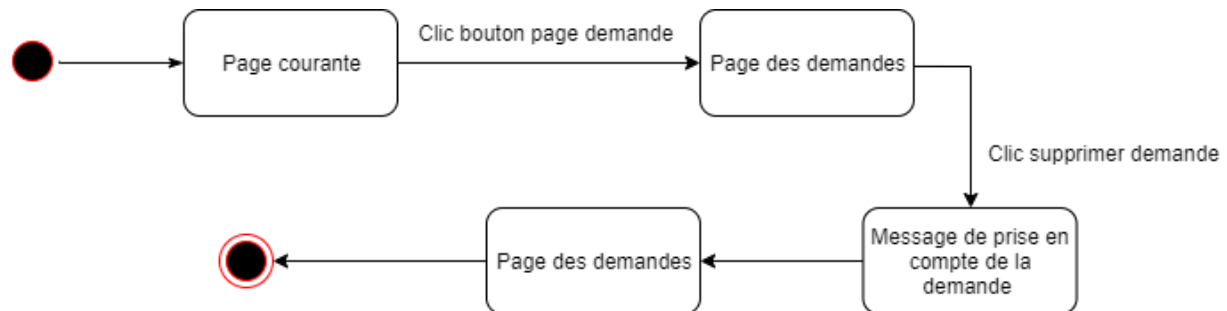 Clic bouton page demande
Page courante
Page des demandes
Clic supprimer demande
Message de prise en
compte de la
demande
Page des demandes